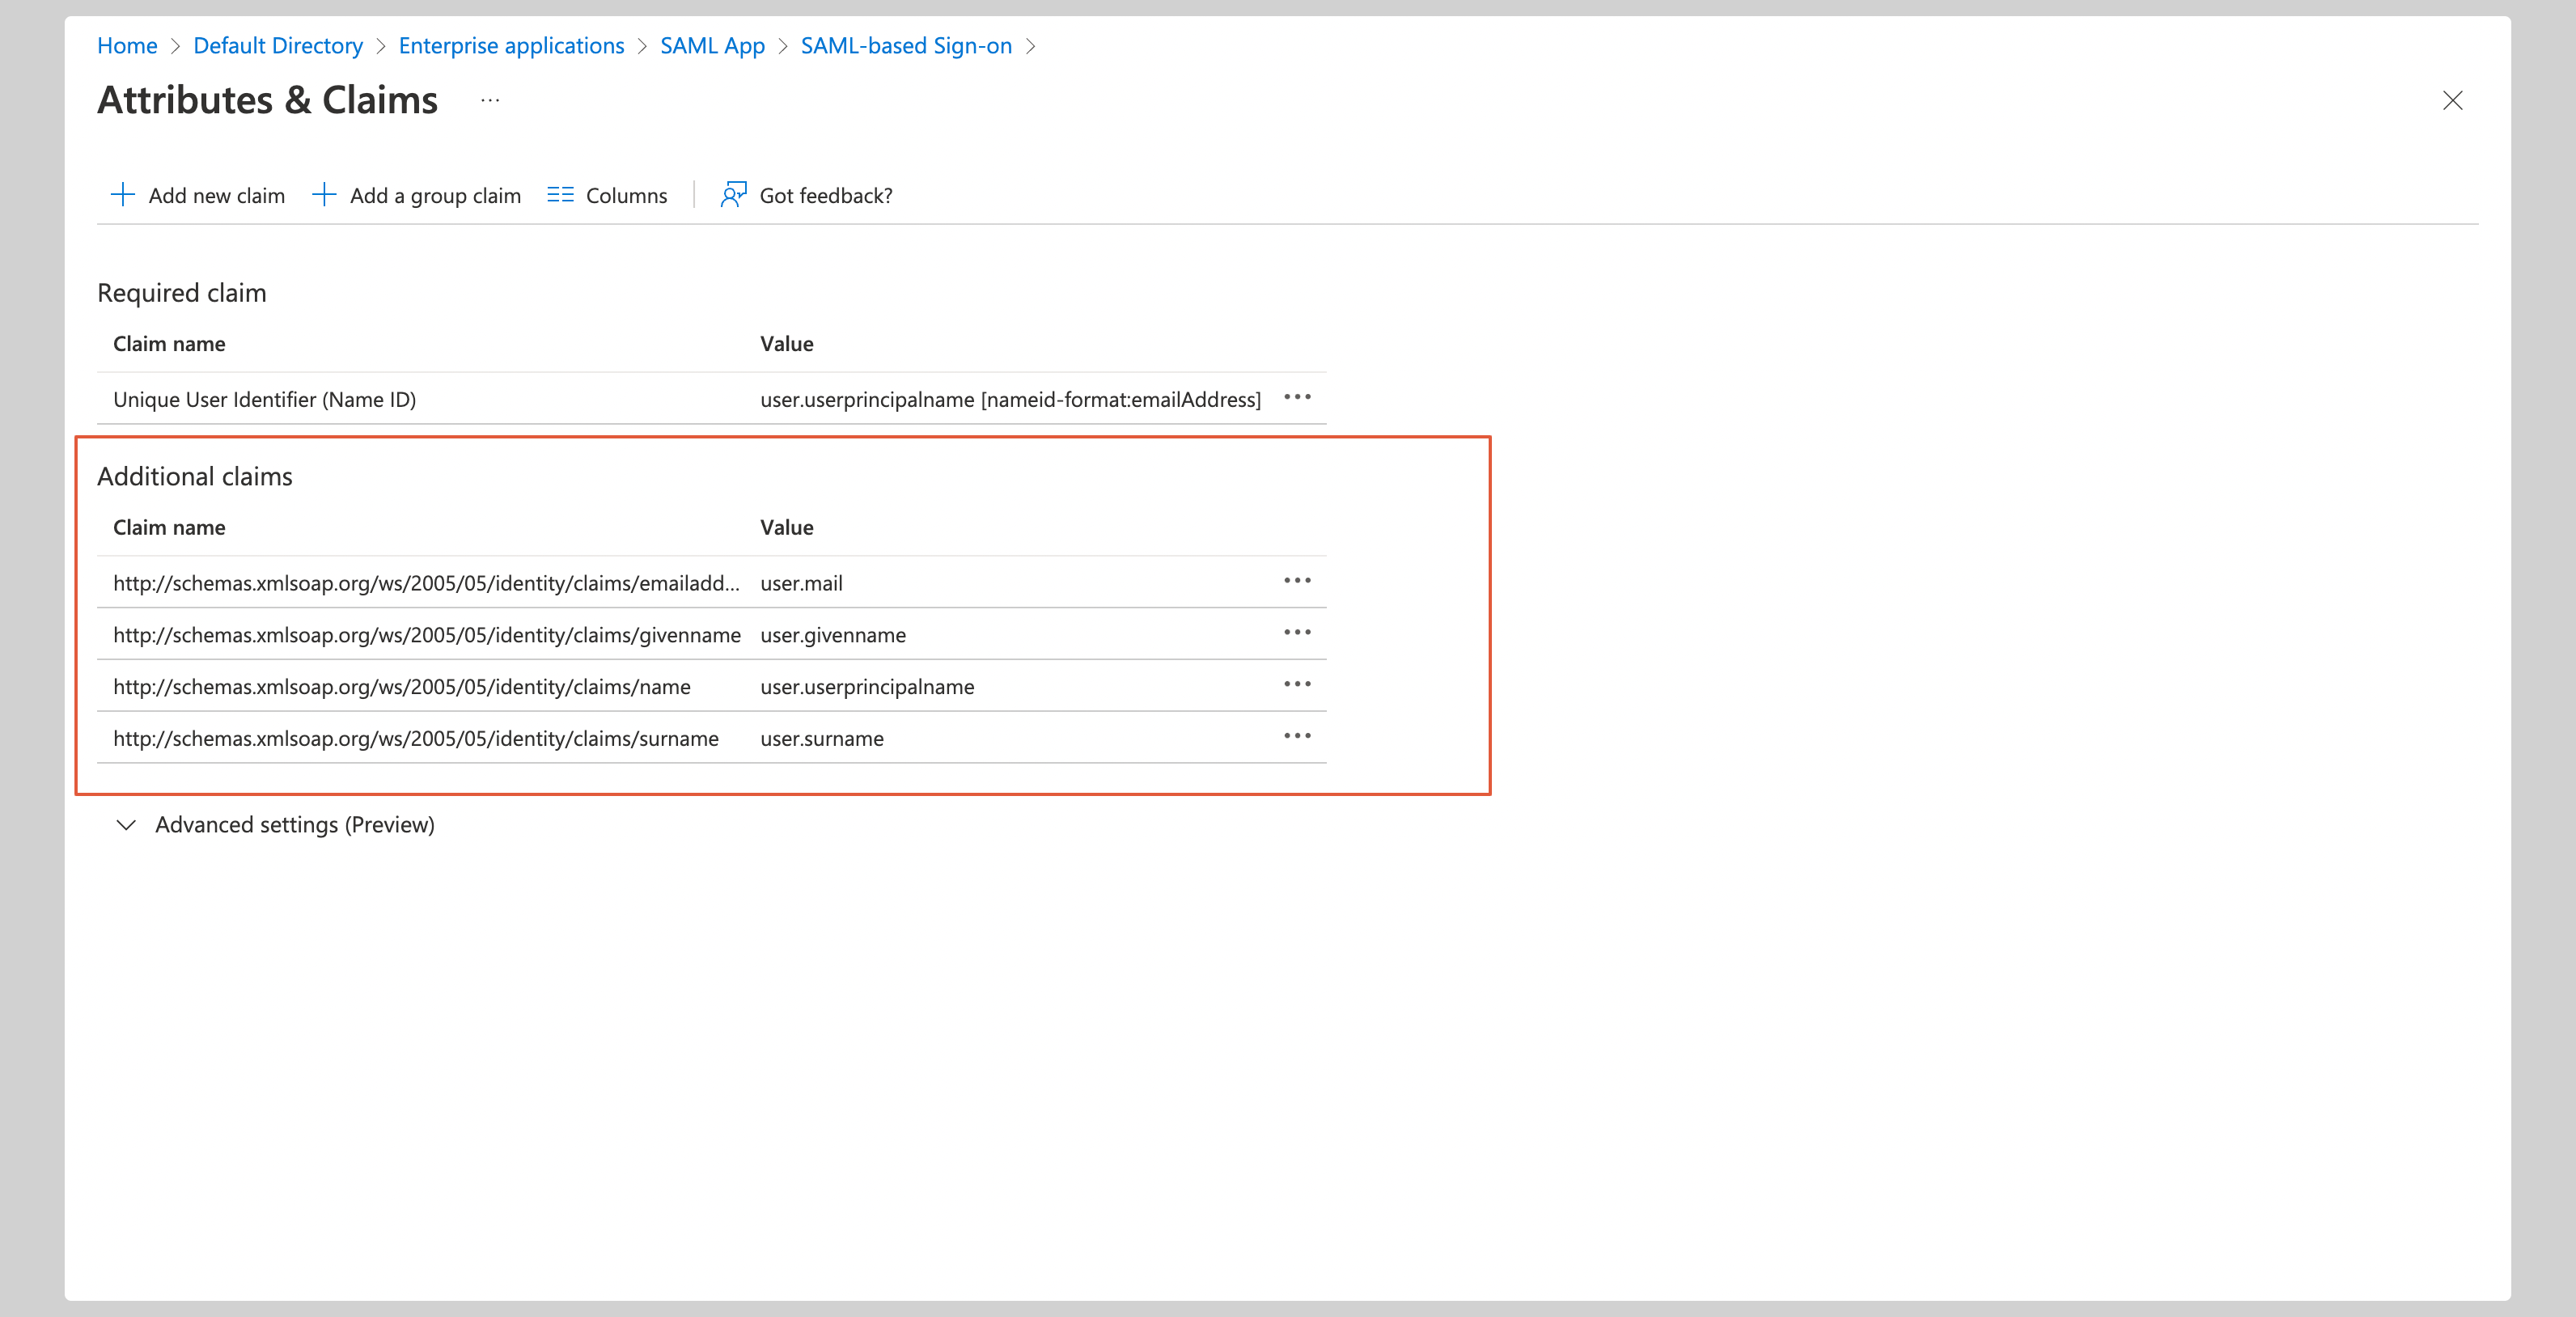 Home > Default Directory > Enterprise applications > SAML App > SAML-based Sign-on >
Attributes & Claims ...
Add new claim Add a group claim Columns Got feedback?
Required claim
Claim name Value
Unique User Identifier (Name ID) user.userprincipalname [nameid-format:emailAddress]
Additional claims
Claim name Value
http://schemas.xmlsoap.org/ws/2005/05/identity/claims/emailadd... user.mail
http://schemas.xmlsoap.org/ws/2005/05/identity/claims/givenname user.givenname
http://schemas.xmlsoap.org/ws/2005/05/identity/claims/name user.userprincipalname
http://schemas.xmlsoap.org/ws/2005/05/identity/claims/surname user.surname
Advanced settings (Preview)